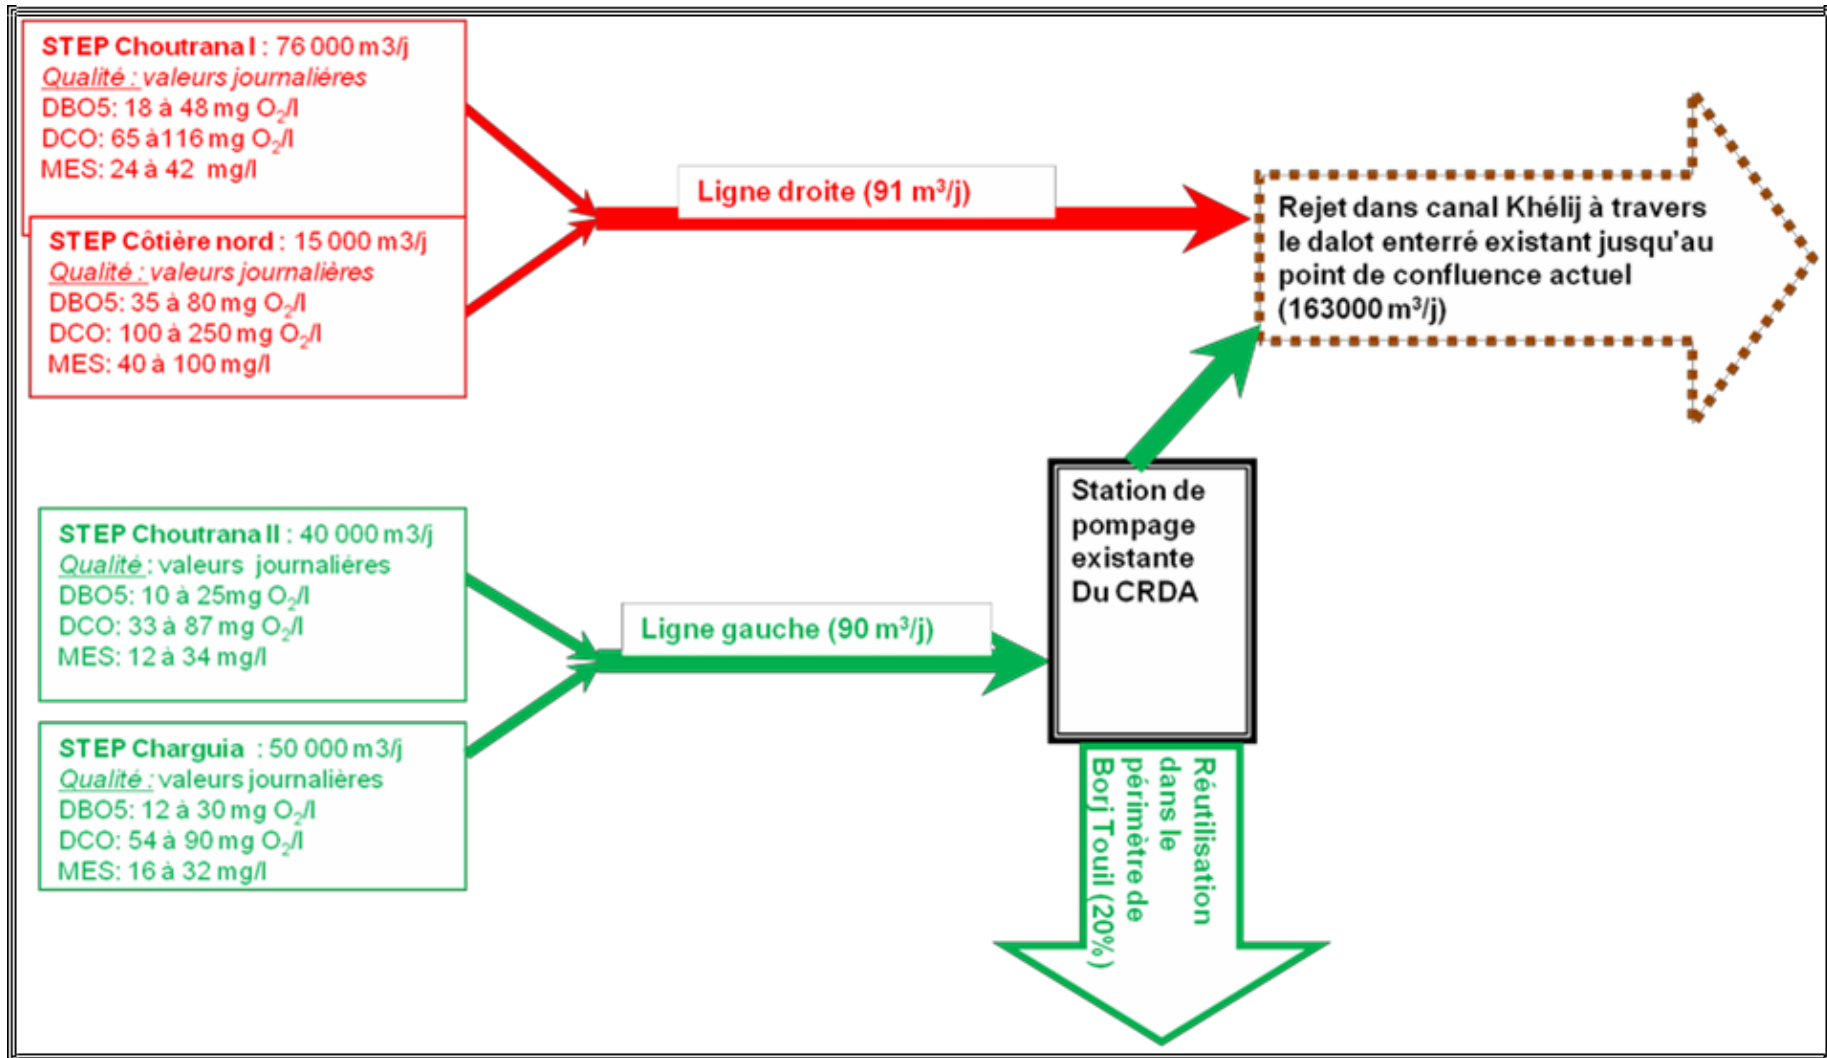 STEP Choutrana I : 76 000 m3/j
Qualité : valeurs journaliéres
DBO5: 18 à 48 mg O₂/l
DCO: 65 à116 mg O₂/l
MES: 24 à 42 mg/l
STEP Côtière nord : 15 000 m3/j
Qualité : valeurs journaliéres
DBO5: 35 à 80 mg O₂/l
DCO: 100 à 250 mg O₂/l
MES: 40 à 100 mg/l
Ligne droite (91 m³/j)
Rejet dans canal Khélij à travers
le dalot enterré existant jusqu'au
point de confluence actuel
(163000 m³/j)
STEP Choutrana II : 40 000 m3/j
Qualité : valeurs journaliéres
DBO5: 10 à 25mg O₂/l
DCO: 33 à 87 mg O₂/l
MES: 12 à 34 mg/l
STEP Charguia : 50 000 m3/j
Qualité : valeurs journalières
DBO5: 12 à 30 mg O₂/l
DCO: 54 à 90 mg O₂/l
MES: 16 à 32 mg/l
Ligne gauche (90 m³/j)
Station de
pompage
existante
Du CRDA
Réutilisation
dans le
périmètre de
Borj Touil (20%)